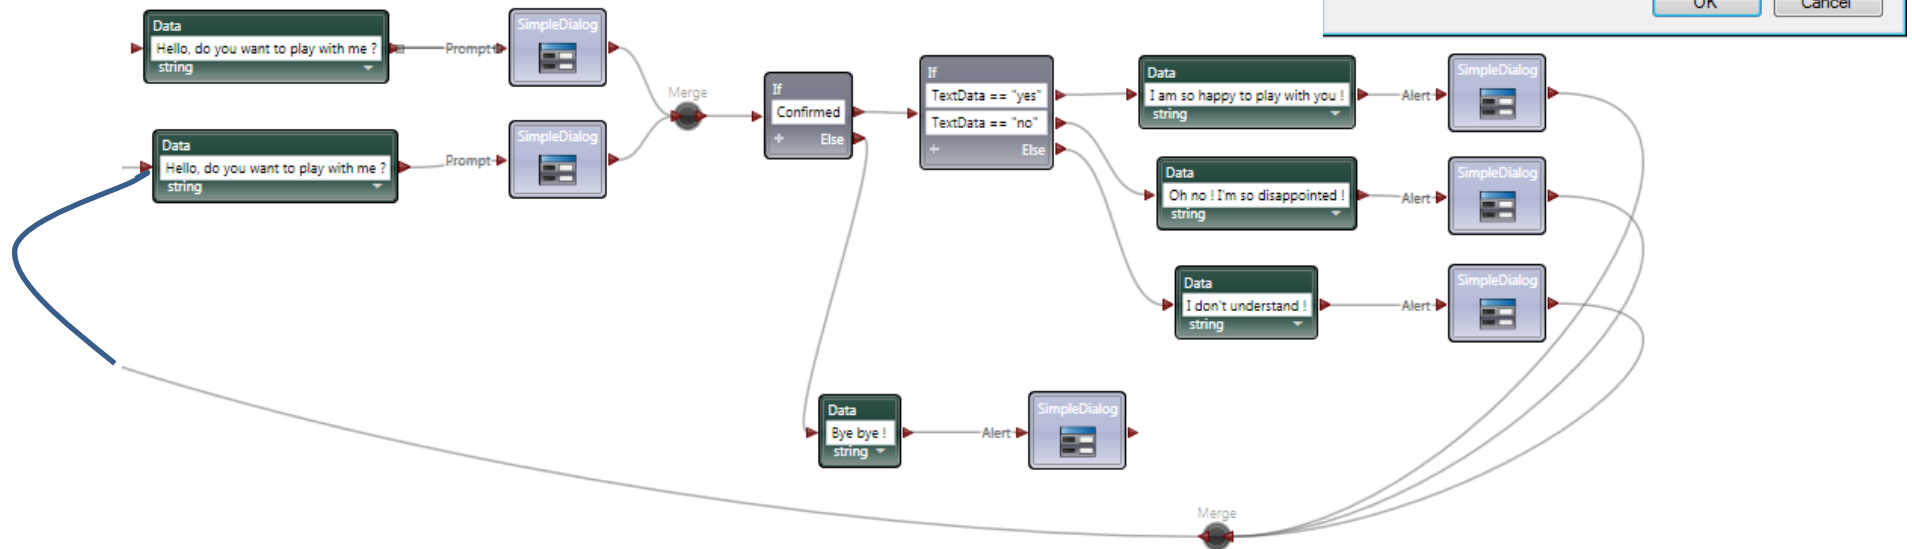 OK
Cancel
Data
Hello, do you want to play with me ?
string
Prompt
SimpleDialog
Data
Hello, do you want to play with me ?
string
Prompt
SimpleDialog
Merge
If
Confirmed
+ Else
If
TextData == "yes"
TextData == "no"
+ Else
Data
I am so happy to play with you !
string
Alert
SimpleDialog
Data
Oh no ! I'm so disappointed !
string
Alert
SimpleDialog
Data
I don't understand !
string
Alert
SimpleDialog
Data
Bye bye !
string
Alert
SimpleDialog
Merge